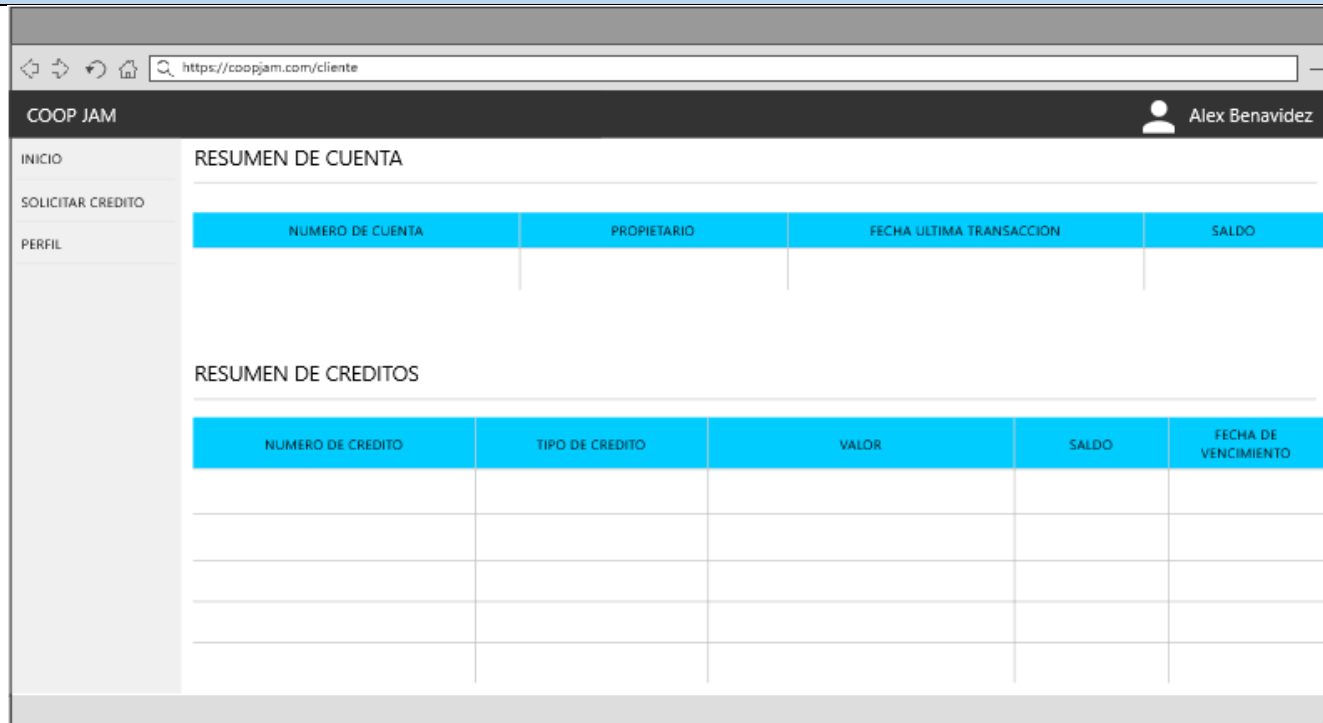 https://coopjam.com/cliente
COOP JAM
Alex Benavidez
INICIO
SOLICITAR CREDITO
PERFIL
RESUMEN DE CUENTA
NUMERO DE CUENTA PROPIETARIO FECHA ULTIMA TRANSACCION SALDO
RESUMEN DE CREDITOS
NUMERO DE CREDITO TIPO DE CREDITO VALOR SALDO FECHA DE
VENCIMIENTO